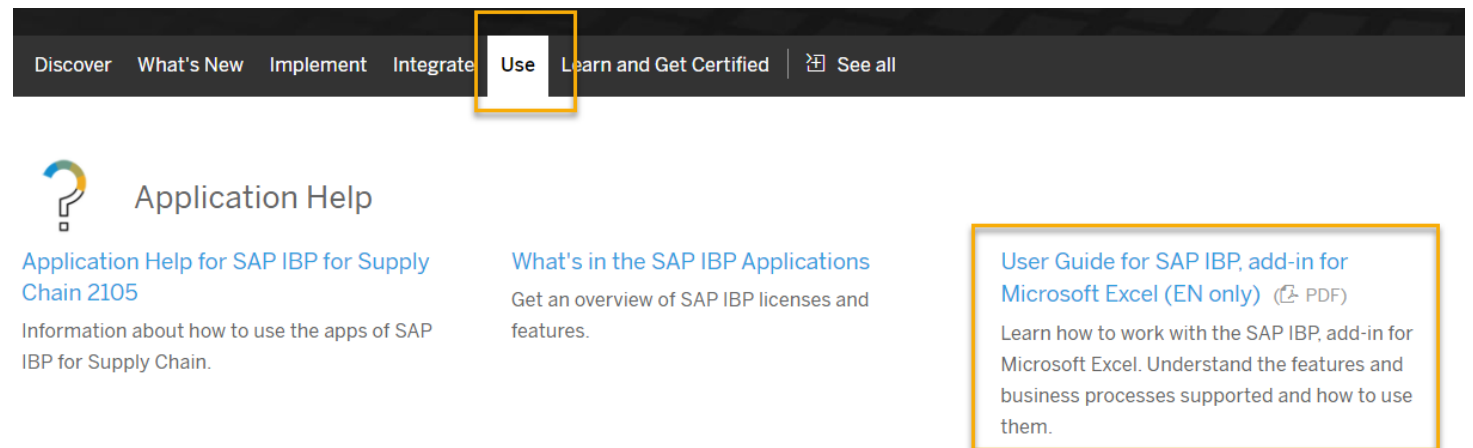 Discover What's New Implement Integrate Use Learn and Get Certified See all
Application Help
Application Help for SAP IBP for Supply
Chain 2105
Information about how to use the apps of SAP
IBP for Supply Chain.
What's in the SAP IBP Applications
Get an overview of SAP IBP licenses and
features.
User Guide for SAP IBP, add-in for
Microsoft Excel (EN only) (PDF)
Learn how to work with the SAP IBP, add-in for
Microsoft Excel. Understand the features and
business processes supported and how to use
them.